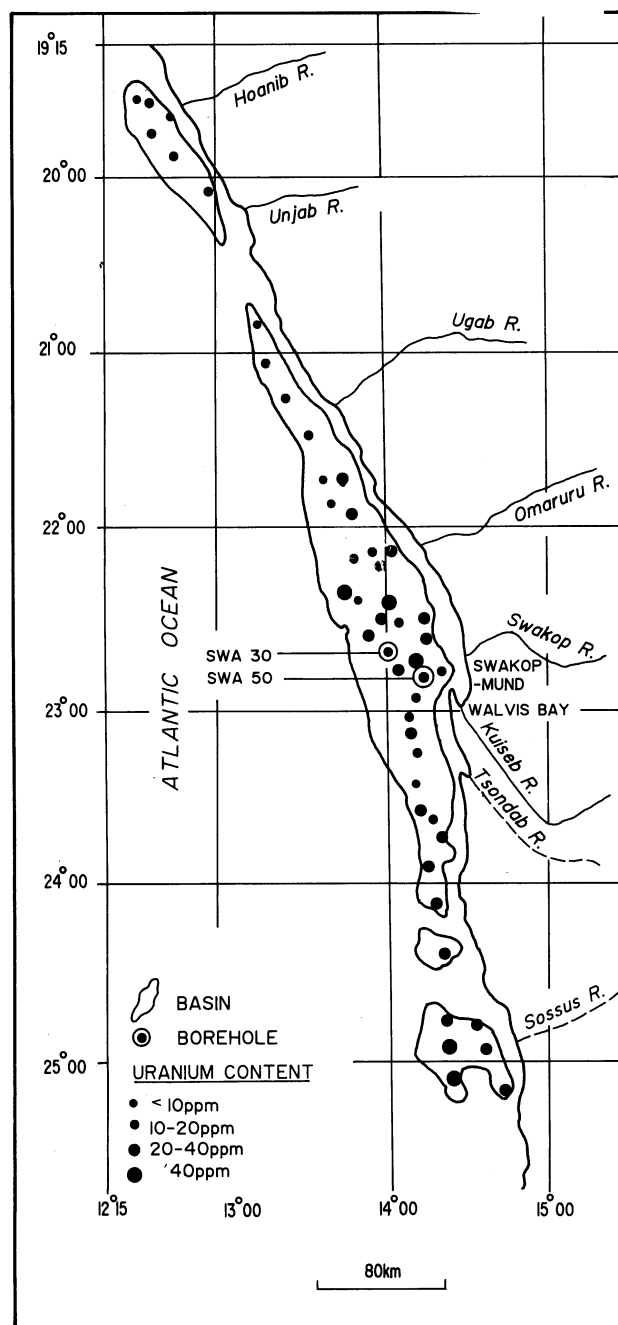 19°15
Hoanib R.
20°00
Unjab R.
Ugab R.
21°00
Omaruru R.
22°00
ATLANTIC OCEAN
Swakop R.
SWA 30
SWAKOP
-MUND
SWA 50
WALVIS BAY
23°00
Kuiseb R.
Tsondab R.
24°00
BASIN
Sossus R.
BOREHOLE
25°00
URANIUM CONTENT
< 10ppm
10-20ppm
20-40ppm
'40ppm
12°15
13°00
14°00
15°00
80km